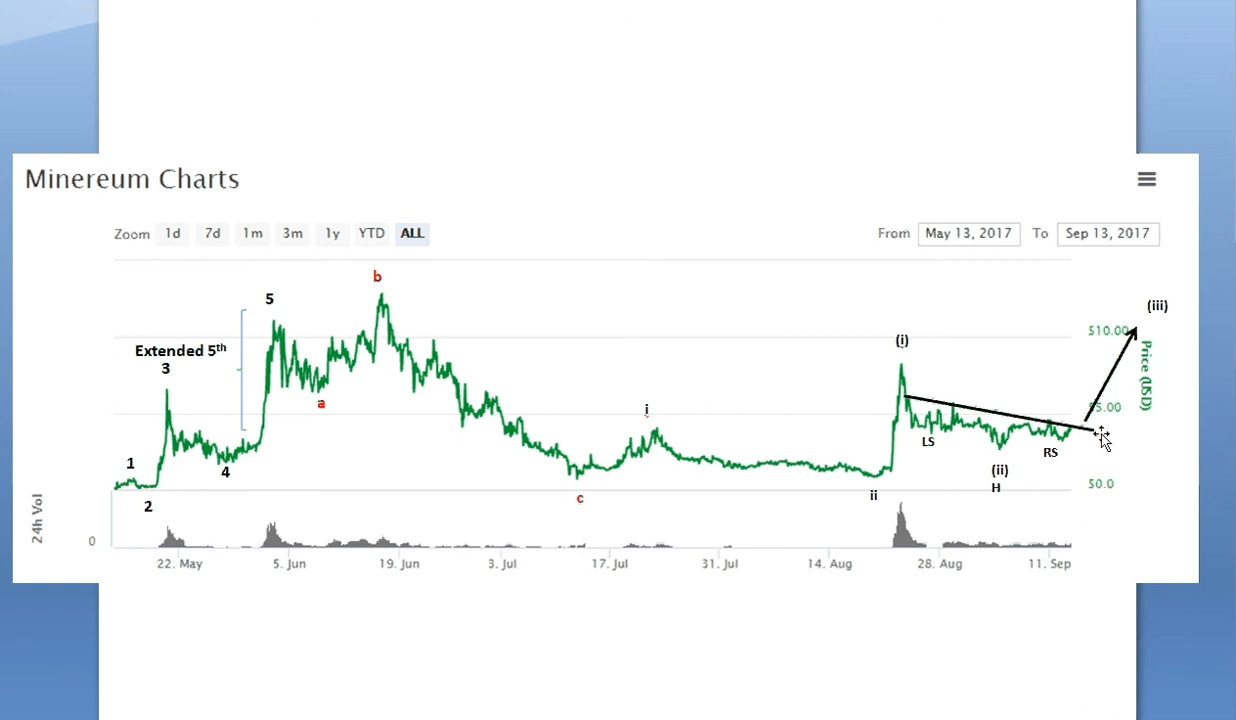 Minereum Charts
Zoom 1d 7d 1m 3m 1y YTD ALL
From May 13, 2017 To Sep 13, 2017
b
5
(iii)
$10.00
(i)
Extended 5th
3
Price (USD)
a
i
$5.00
LS
RS
1
4
(ii)
H
$0.0
c
ii
2
24h Vol
0
22. May 5. Jun 19. Jun 3. Jul 17. Jul 31. Jul 14. Aug 28. Aug 11. Sep